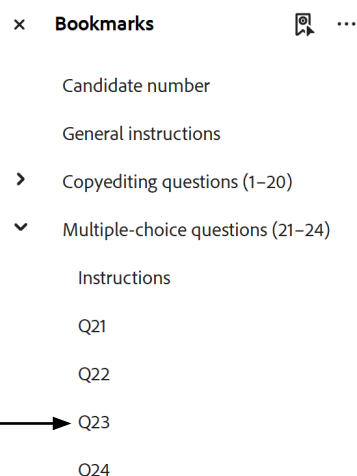 Bookmarks
Candidate number
General instructions
Copyediting questions (1–20)
Multiple-choice questions (21–24)
Instructions
Q21
Q22
Q23
Q24